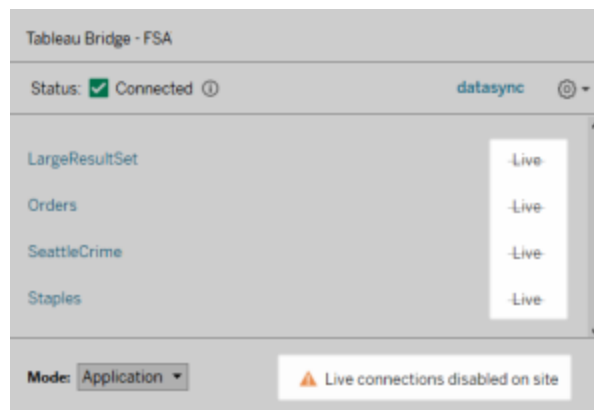 Tableau Bridge - FSA
Status: Connected datasync
LargeResultSet Live
Orders Live
SeattleCrime Live
Staples Live
Mode: Application Live connections disabled on site